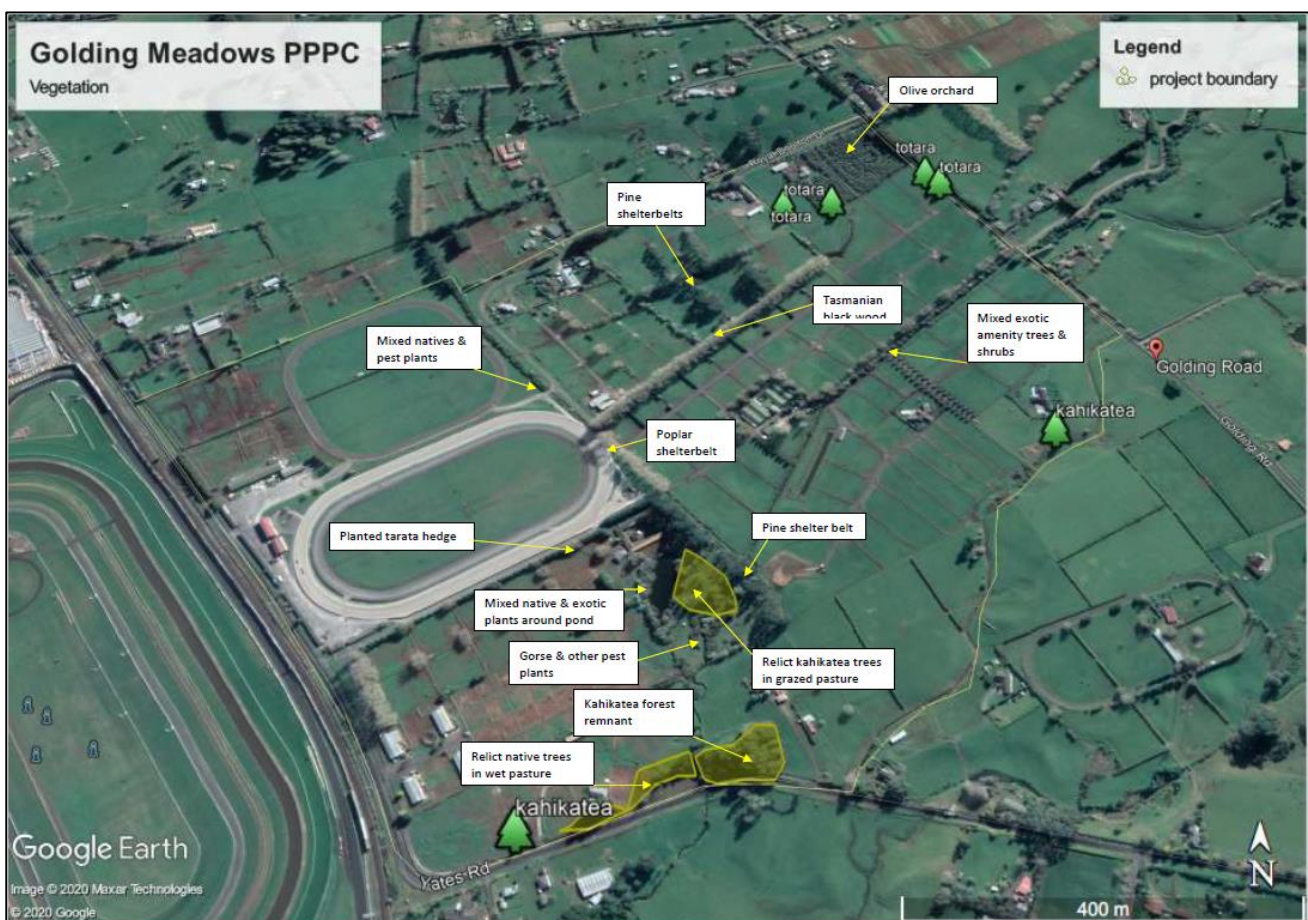 Golding Meadows PPPC
Vegetation
Legend
project boundary
Olive orchard
totara
totara
totara
totara
Pine
shelterbelts
Tasmanian
black wood
Mixed exotic
amenity trees &
shrubs
Mixed natives &
pest plants
Golding Road
kahikatea
Golding Rd
Poplar
shelterbelt
Planted tarata hedge
Pine shelter belt
Mixed native & exotic
plants around pond
Gorse & other pest
plants
Relict kahikatea trees
in grazed pasture
Kahikatea forest
remnant
Relict native trees
in wet pasture
kahikatea
Yates Rd
Google Earth
Image © 2020 Maxar Technologies
© 2020 Google
N
400 m